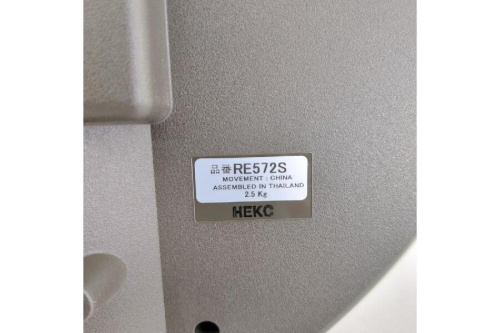 品番RE572S
MOVEMENT : CHINA
ASSEMBLED IN THAILAND
2.5 Kg
HEKC